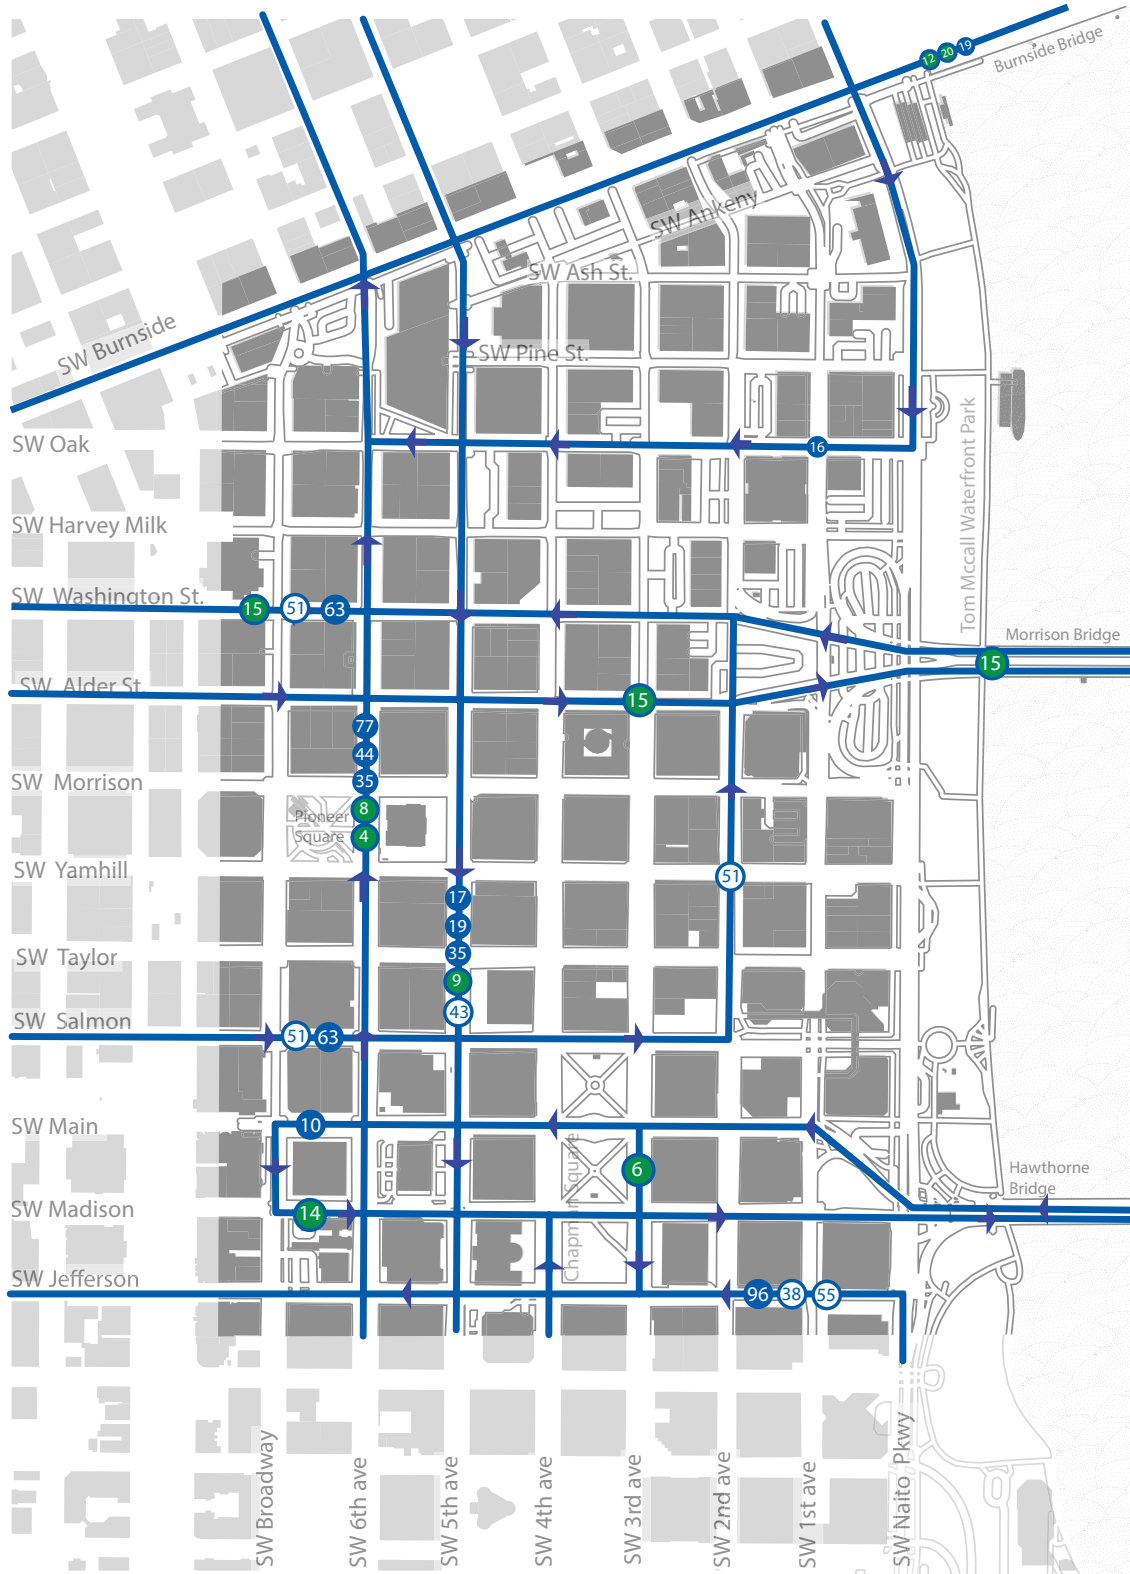 12
20
19
Burnside Bridge
SW Ankeny
SW Ash St.
SW Burnside
SW Pine St.
SW Oak
16
Tom Mccall Waterfront Park
SW Harvey Milk
SW Washington St.
15
51
63
Morrison Bridge
15
SW Alder St.
15
77
44
35
8
4
SW Morrison
Pioneer
Square
SW Yamhill
51
17
19
35
9
43
SW Taylor
SW Salmon
51
63
SW Main
10
6
Chapman Square
Hawthorne
Bridge
SW Madison
14
SW Jefferson
96
38
55
SW Broadway
SW 6th ave
SW 5th ave
SW 4th ave
SW 3rd ave
SW 2nd ave
SW 1st ave
SW Naito Pkwy